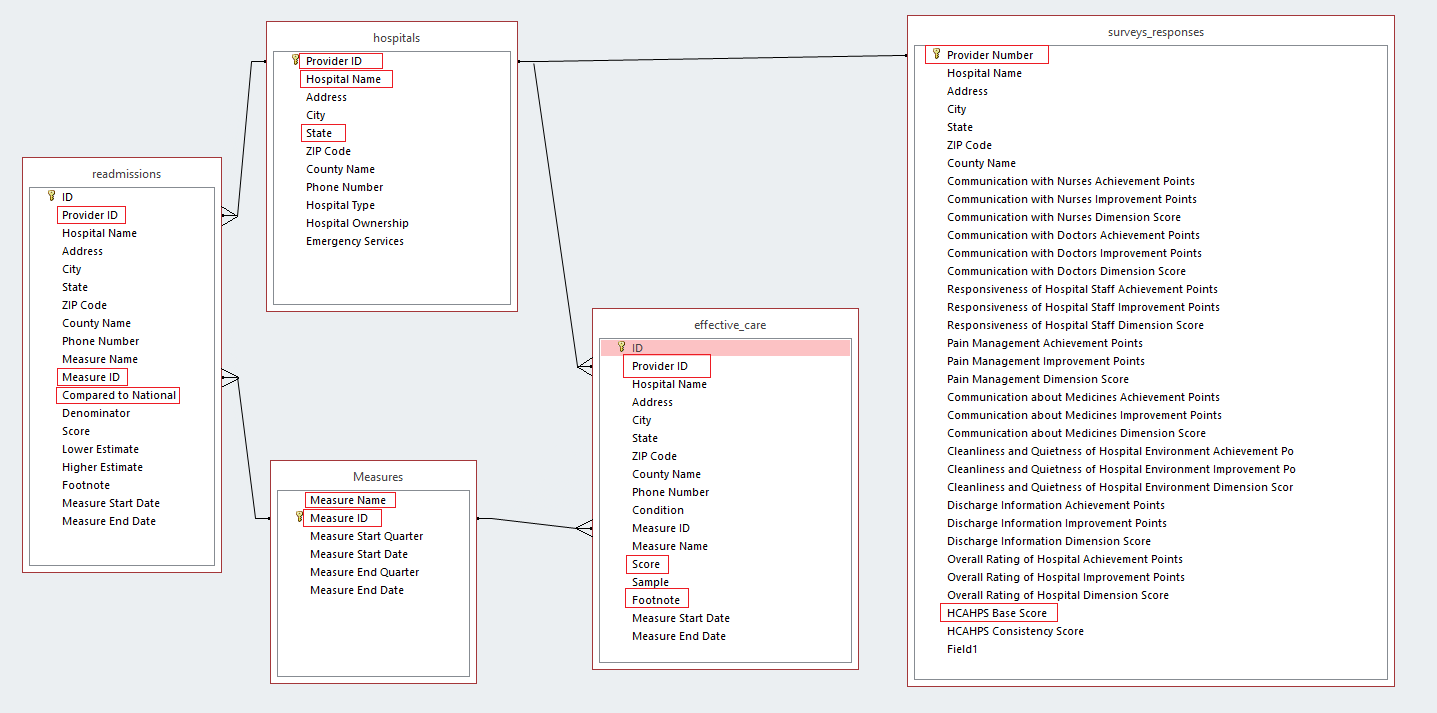 hospitals
Provider ID
Hospital Name
Address
City
State
ZIP Code
County Name
Phone Number
Hospital Type
Hospital Ownership
Emergency Services
surveys_responses
Provider Number
Hospital Name
Address
City
State
ZIP Code
County Name
Communication with Nurses Achievement Points
Communication with Nurses Improvement Points
Communication with Nurses Dimension Score
Communication with Doctors Achievement Points
Communication with Doctors Improvement Points
Communication with Doctors Dimension Score
Responsiveness of Hospital Staff Achievement Points
Responsiveness of Hospital Staff Improvement Points
Responsiveness of Hospital Staff Dimension Score
Pain Management Achievement Points
Pain Management Improvement Points
Pain Management Dimension Score
Communication about Medicines Achievement Points
Communication about Medicines Improvement Points
Communication about Medicines Dimension Score
Cleanliness and Quietness of Hospital Environment Achievement Po
Cleanliness and Quietness of Hospital Environment Improvement Po
Cleanliness and Quietness of Hospital Environment Dimension Scor
Discharge Information Achievement Points
Discharge Information Improvement Points
Discharge Information Dimension Score
Overall Rating of Hospital Achievement Points
Overall Rating of Hospital Improvement Points
Overall Rating of Hospital Dimension Score
HCAHPS Base Score
HCAHPS Consistency Score
Field1
readmissions
ID
Provider ID
Hospital Name
Address
City
State
ZIP Code
County Name
Phone Number
Measure Name
Measure ID
Compared to National
Denominator
Score
Lower Estimate
Higher Estimate
Footnote
Measure Start Date
Measure End Date
effective_care
ID
Provider ID
Hospital Name
Address
City
State
ZIP Code
County Name
Phone Number
Condition
Measure ID
Measure Name
Score
Sample
Footnote
Measure Start Date
Measure End Date
Measures
Measure Name
Measure ID
Measure Start Quarter
Measure Start Date
Measure End Quarter
Measure End Date